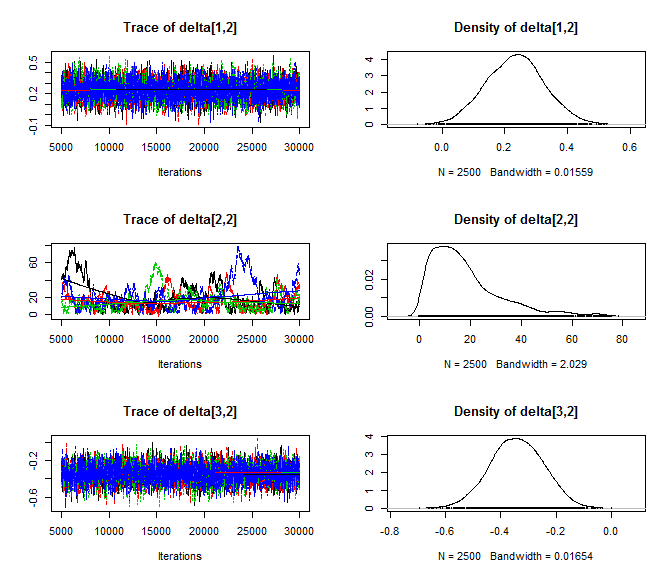 Trace of delta[1,2]
0.5
0.2
-0.1
5000 10000 15000 20000 25000 30000
Iterations
Density of delta[1,2]
4
3
2
1
0
0.0 0.2 0.4 0.6
N = 2500 Bandwidth = 0.01559
Trace of delta[2,2]
60
20
0
5000 10000 15000 20000 25000 30000
Iterations
Density of delta[2,2]
0.02
0.00
0 20 40 60 80
N = 2500 Bandwidth = 2.029
Trace of delta[3,2]
-0.2
-0.6
5000 10000 15000 20000 25000 30000
Iterations
Density of delta[3,2]
4
3
2
1
0
-0.8 -0.6 -0.4 -0.2 0.0
N = 2500 Bandwidth = 0.01654